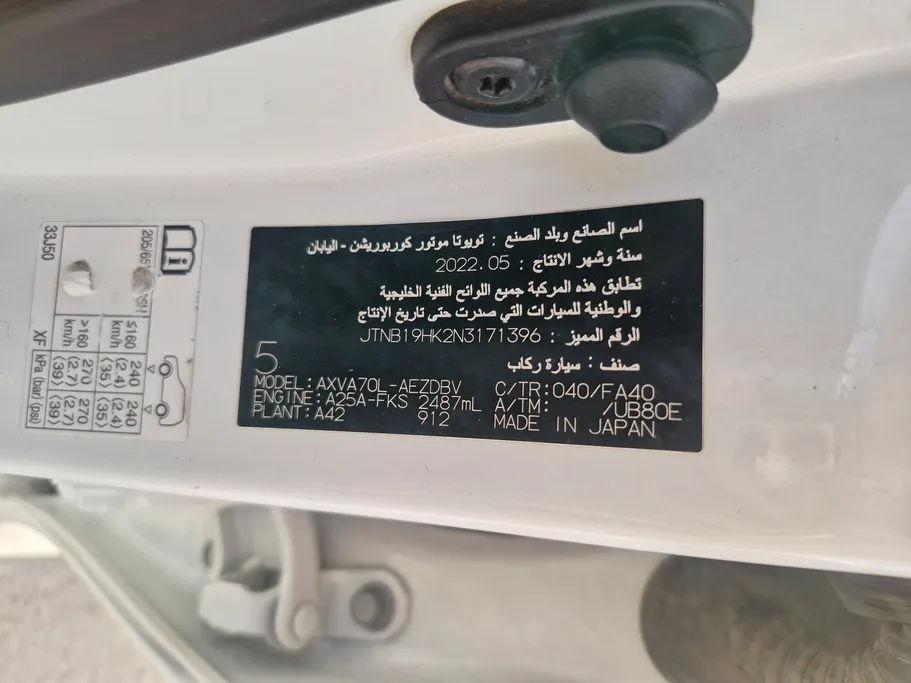 اسم الصانع وبلد الصنع : تويوتا موتور كوربوريشن - اليابان
سنة وشهر الانتاج : 2022.05
تطابق هذه المركبة جميع اللوائح الفنية الخليجية
والوطنية للسيارات التي صدرت حتى تاريخ الإنتاج
الرقم المميز : JTNB19HK2N3171396
صنف : سيارة ركاب
5
MODEL:AXVA70L-AEZDBV C/TR:040/FA40
ENGINE:A25A-FKS 2487mL A/TM: /UB80E
PLANT:A42 912 MADE IN JAPAN
i
205/65
≤160 km/h 240 (2.4) ⟨35⟩ 240 (2.4) ⟨35⟩
>160 km/h 270 (2.7) ⟨39⟩ 270 (2.7) ⟨39⟩
33J50 XF kPa (bar) ⟨psi⟩